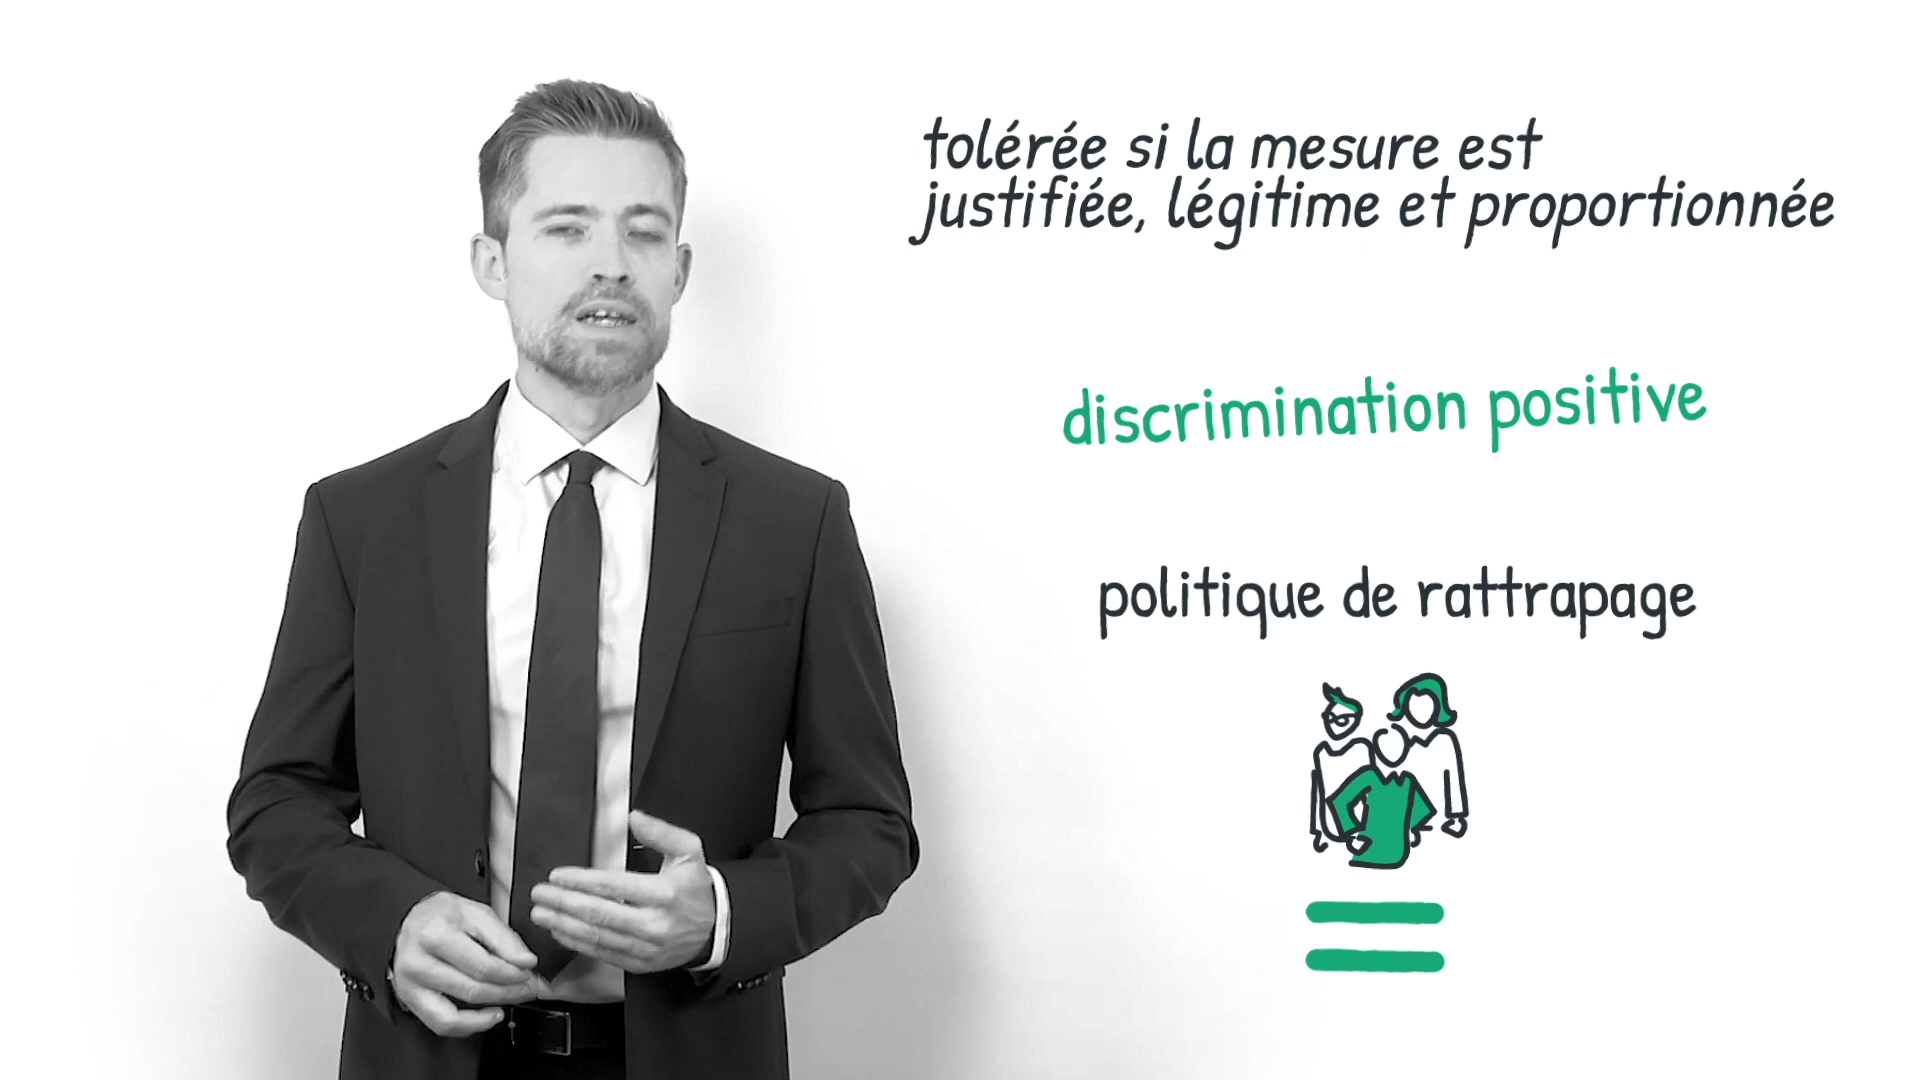 tolérée si la mesure est
justifiée, légitime et proportionnée
discrimination positive
politique de rattrapage